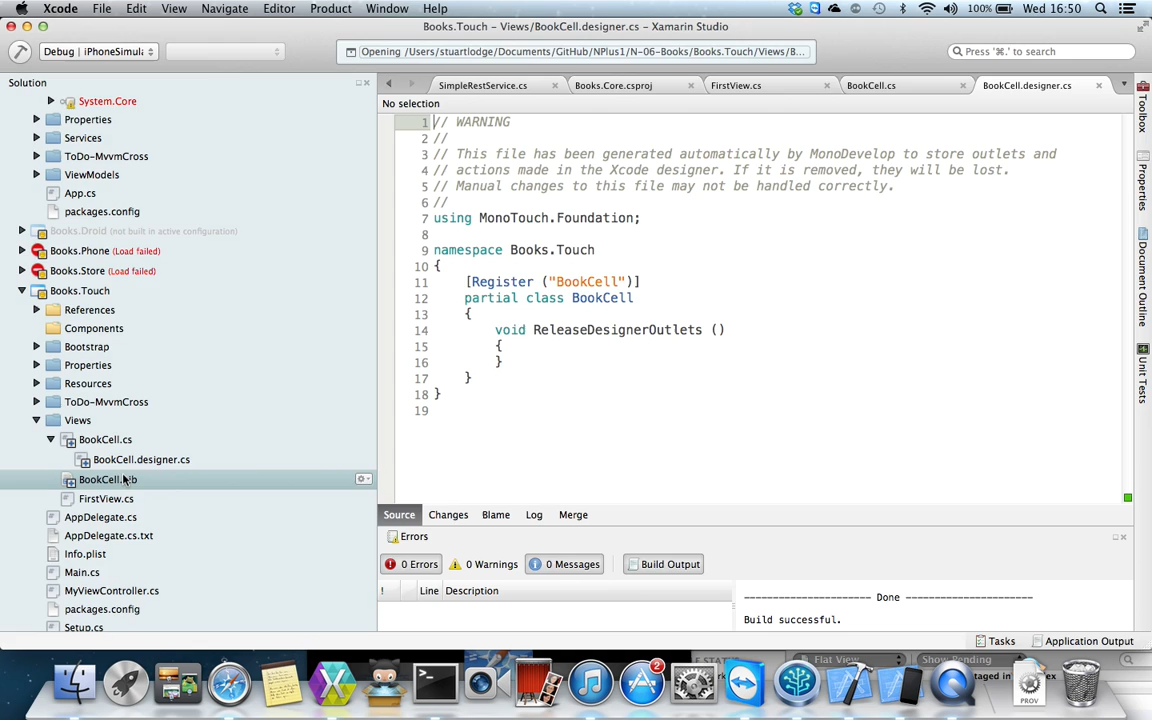 Xcode File Edit View Navigate Editor Product Window Help 100% Wed 16:50
Books.Touch – Views/BookCell.designer.cs – Xamarin Studio
Debug | iPhoneSimula
Opening /Users/stuartlodge/Documents/GitHub/NPlus1/N-06-Books/Books.Touch/Views/B...
Press '⌘.' to search
Solution
System.Core
Properties
Services
ToDo-MvvmCross
ViewModels
App.cs
packages.config
Books.Droid (not built in active configuration)
Books.Phone (Load failed)
Books.Store (Load failed)
Books.Touch
References
Components
Bootstrap
Properties
Resources
ToDo-MvvmCross
Views
BookCell.cs
BookCell.designer.cs
FirstView.cs
AppDelegate.cs
AppDelegate.cs.txt
Info.plist
Main.cs
MyViewController.cs
packages.config
Setup.cs
SimpleRestService.cs Books.Core.csproj FirstView.cs BookCell.cs BookCell.designer.cs
No selection
1 // WARNING
2 //
3 // This file has been generated automatically by MonoDevelop to store outlets and
4 // actions made in the Xcode designer. If it is removed, they will be lost.
5 // Manual changes to this file may not be handled correctly.
6 //
7 using MonoTouch.Foundation;
8
9 namespace Books.Touch
10 {
11 [Register ("BookCell")]
12 partial class BookCell
13 {
14 void ReleaseDesignerOutlets ()
15 {
16 }
17 }
18 }
19
Source Changes Blame Log Merge
Errors
0 Errors 0 Warnings 0 Messages Build Output
! Line Description
--------------------- Done ---------------------
Build successful.
Tasks Application Output
Toolbox
Properties
Document Outline
Unit Tests
Flat View Show Pending
2
PROV